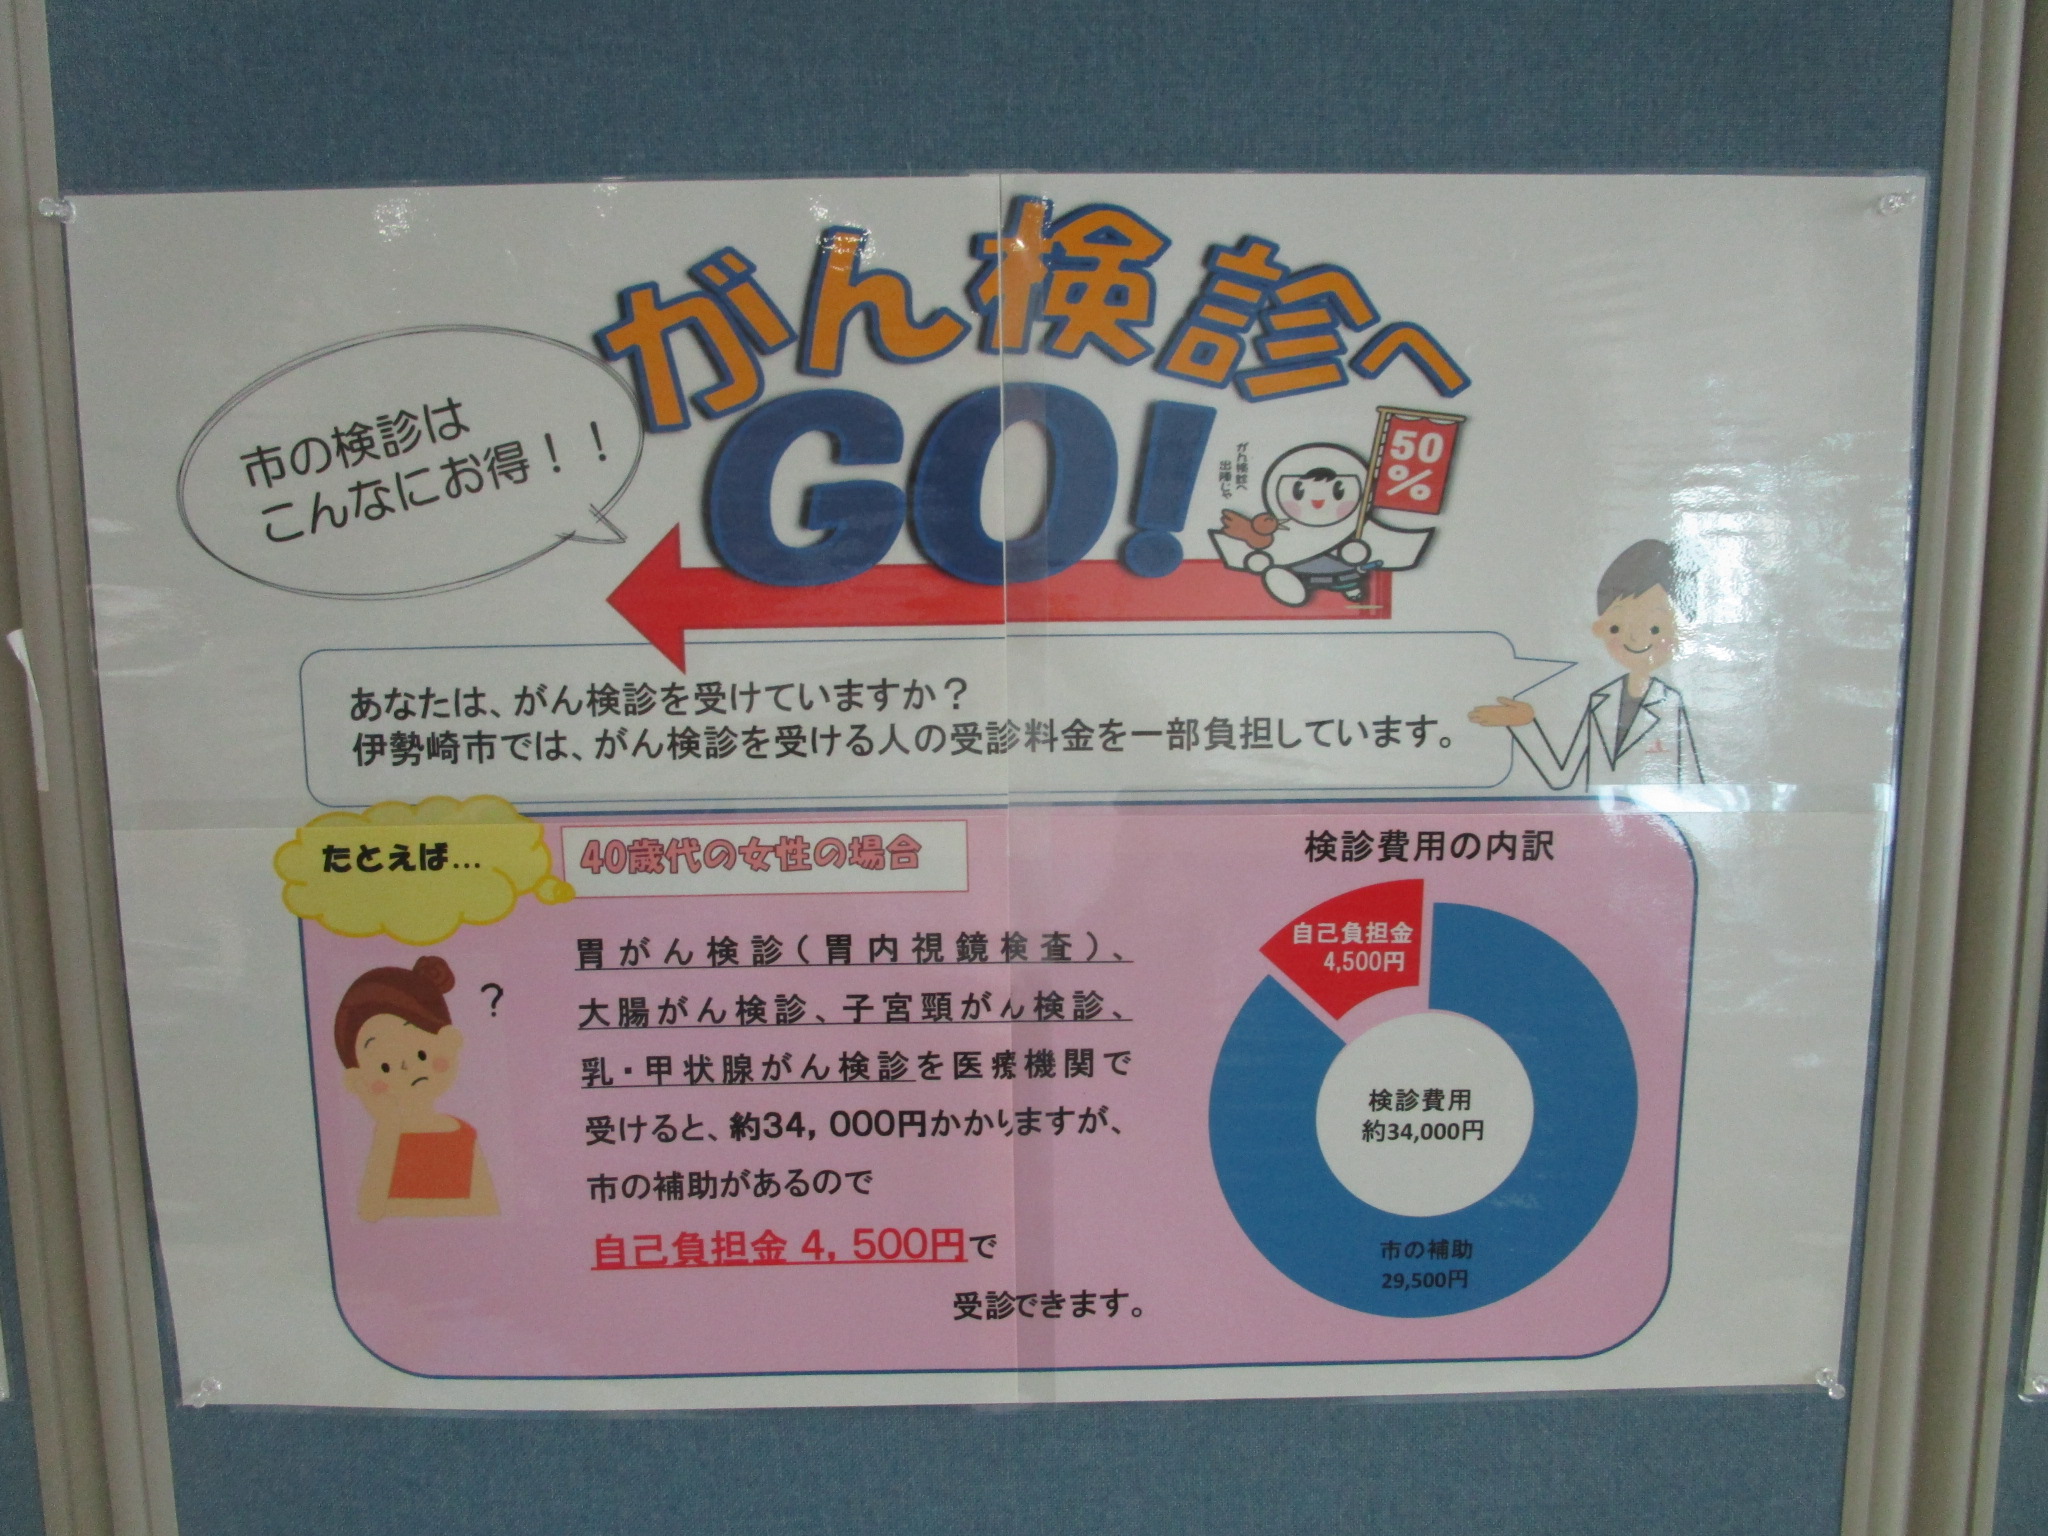 がん検診へ
GO!
市の検診は
こんなにお得！！
がん検診へ
出陣じゃ
50
%
あなたは、がん検診を受けていますか？
伊勢崎市では、がん検診を受ける人の受診料金を一部負担しています。
たとえば…
40歳代の女性の場合
?
胃がん検診（胃内視鏡検査）、
大腸がん検診、子宮頸がん検診、
乳・甲状腺がん検診を医療機関で
受けると、約34，000円かかりますが、
市の補助があるので
自己負担金 4，500円で
受診できます。
検診費用の内訳
自己負担金
4,500円
検診費用
約34,000円
市の補助
29,500円